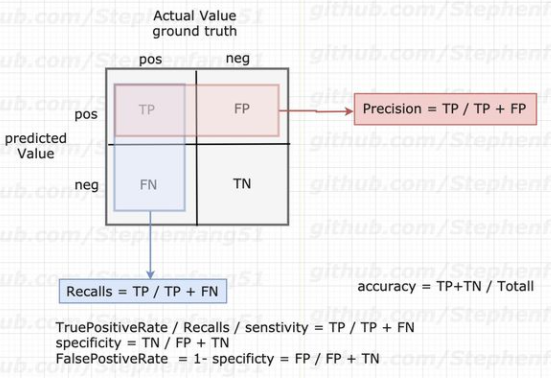 Actual Value
ground truth
pos neg
pos TP FP
Precision = TP / TP + FP
predicted
Value
neg FN TN
Recalls = TP / TP + FN
accuracy = TP+TN / Totall
TruePostiveRate / Recalls / senstivity = TP / TP + FN
specificity = TN / FP + TN
FalsePostiveRate = 1- specificty = FP / FP + TN
github.com/Stephenfang51